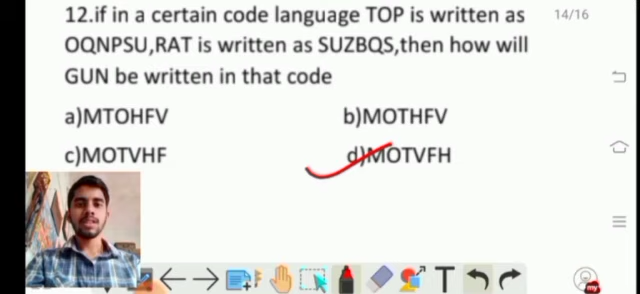 12.if in a certain code language TOP is written as
14/16
OQNPSU,RAT is written as SUZBQS,then how will
GUN be written in that code
a)MTOHFV
b)MOTHFV
c)MOTVHF
d)MOTVFH
T
my